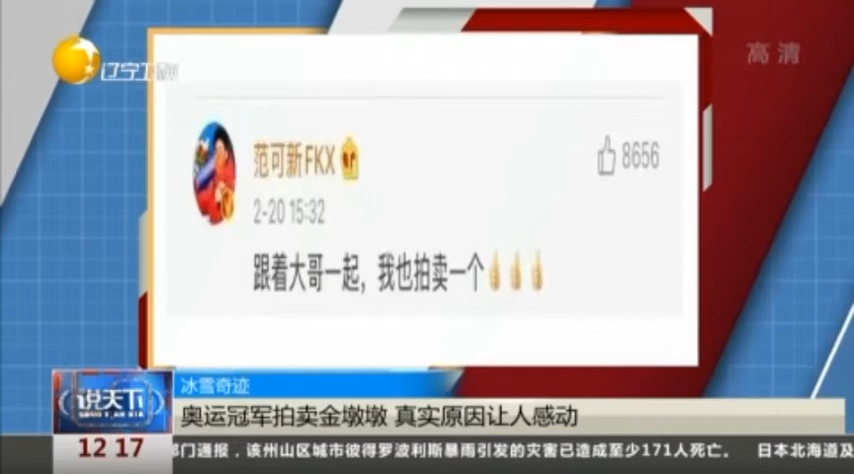 辽宁卫视
高清
范可新FKX
8656
2-20 15:32
跟着大哥一起，我也拍卖一个
冰雪奇迹
说天下
SHUO TIAN XIA
奥运冠军拍卖金墩墩 真实原因让人感动
12 17
部门通报，该州山区城市彼得罗波利斯暴雨引发的灾害已造成至少171人死亡。 日本北海道及